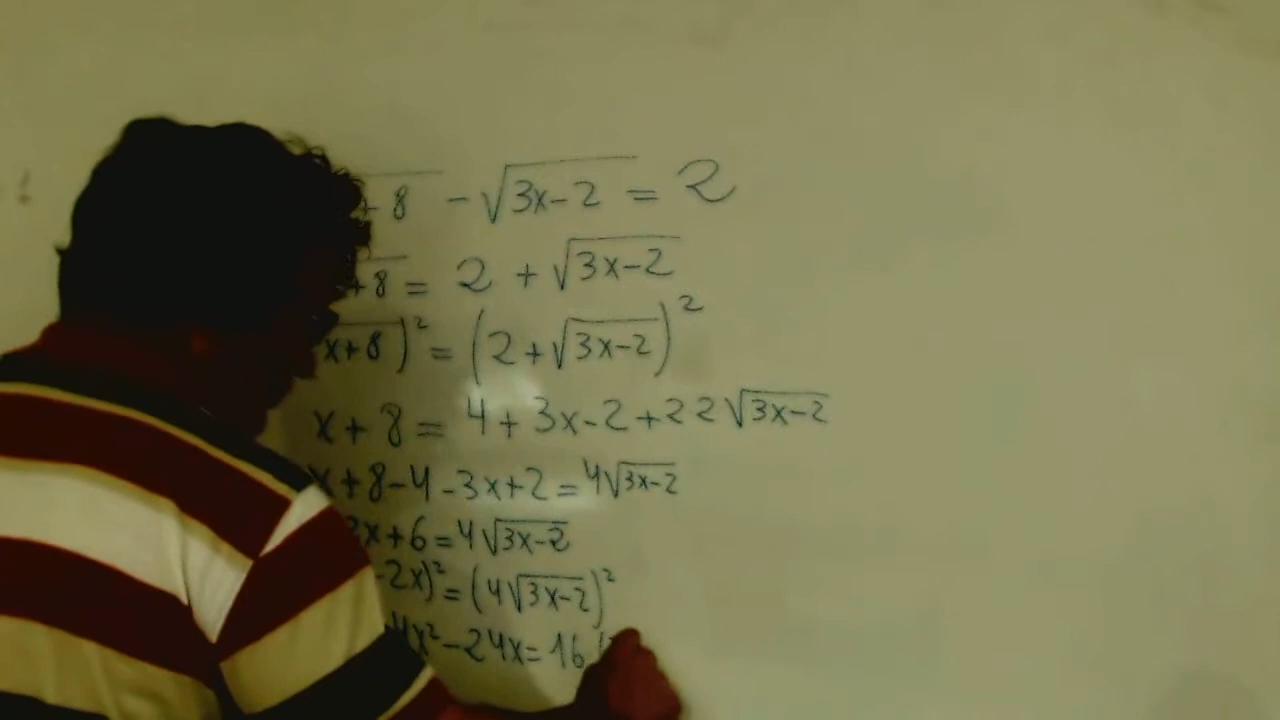 + 8 - √(3x-2) = 2
+8 = 2 + √(3x-2)
x+8)² = (2+√(3x-2))²
x + 8 = 4 + 3x-2 + 2 2 √(3x-2)
x+8-4-3x+2 = 4√(3x-2)
x+6 = 4√(3x-2)
-2x)² = (4√(3x-2))²
4x²-24x = 16